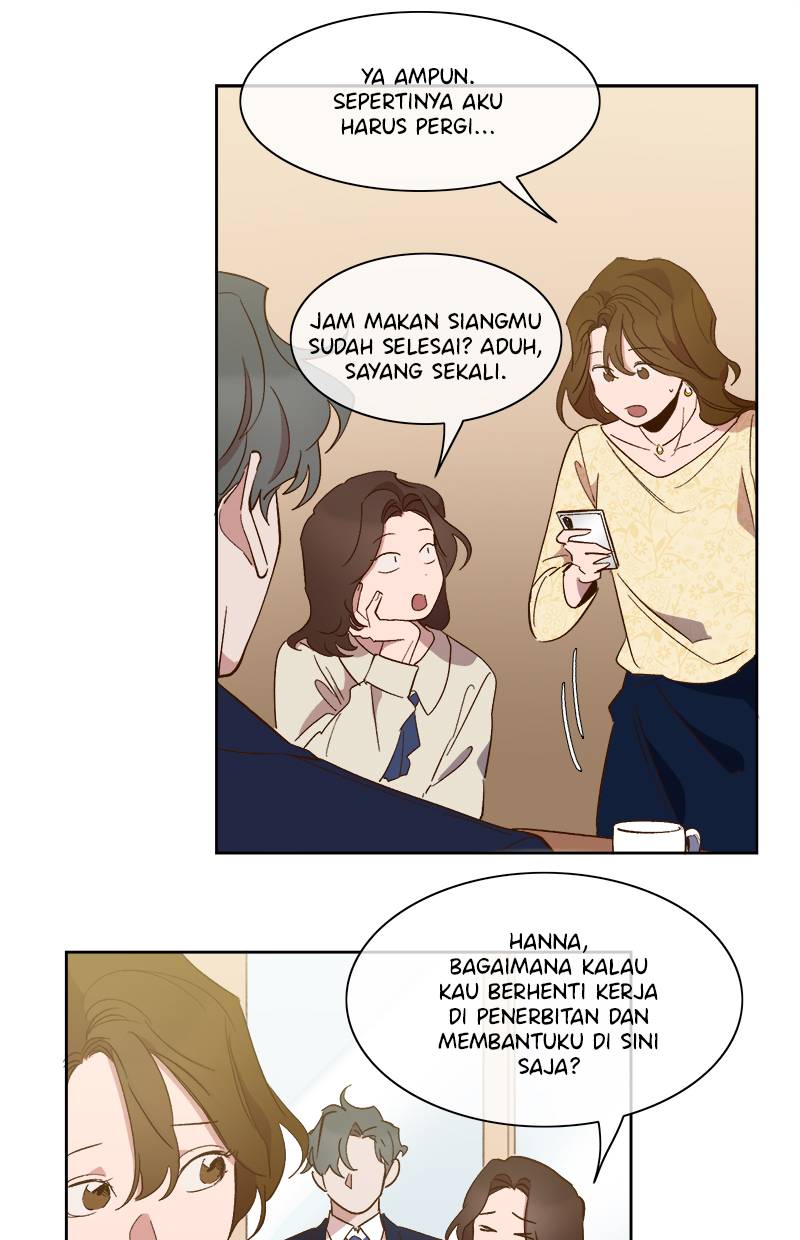 YA AMPUN.
SEPERTINYA AKU
HARUS PERGI...
JAM MAKAN SIANGMU
SUDAH SELESAI? ADUH,
SAYANG SEKALI.
HANNA,
BAGAIMANA KALAU
KAU BERHENTI KERJA
DI PENERBITAN DAN
MEMBANTUKU DI SINI
SAJA?